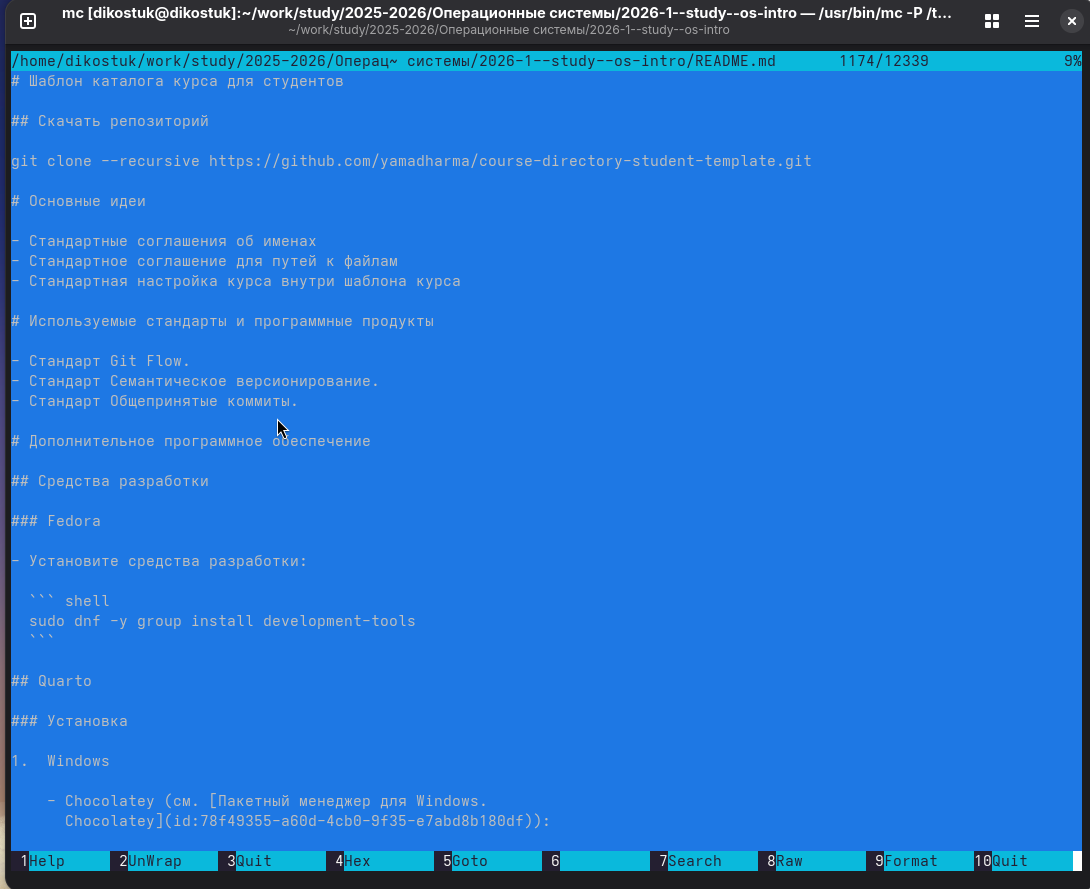 mc [dikostuk@dikostuk]:~/work/study/2025-2026/Операционные системы/2026-1--study--os-intro — /usr/bin/mc -P /t…
~/work/study/2025-2026/Операционные системы/2026-1--study--os-intro
/home/dikostuk/work/study/2025-2026/Операц~ системы/2026-1--study--os-intro/README.md 1174/12339 9%
# Шаблон каталога курса для студентов
## Скачать репозиторий
git clone --recursive https://github.com/yamadharma/course-directory-student-template.git
# Основные идеи
- Стандартные соглашения об именах
- Стандартное соглашение для путей к файлам
- Стандартная настройка курса внутри шаблона курса
# Используемые стандарты и программные продукты
- Стандарт Git Flow.
- Стандарт Семантическое версионирование.
- Стандарт Общепринятые коммиты.
# Дополнительное программное обеспечение
## Средства разработки
### Fedora
- Установите средства разработки:
``` shell
sudo dnf -y group install development-tools
```
## Quarto
### Установка
1. Windows
- Chocolatey (см. [Пакетный менеджер для Windows.
Chocolatey](id:78f49355-a60d-4cb0-9f35-e7abd8b180df)):
1Help 2UnWrap 3Quit 4Hex 5Goto 6 7Search 8Raw 9Format 10Quit